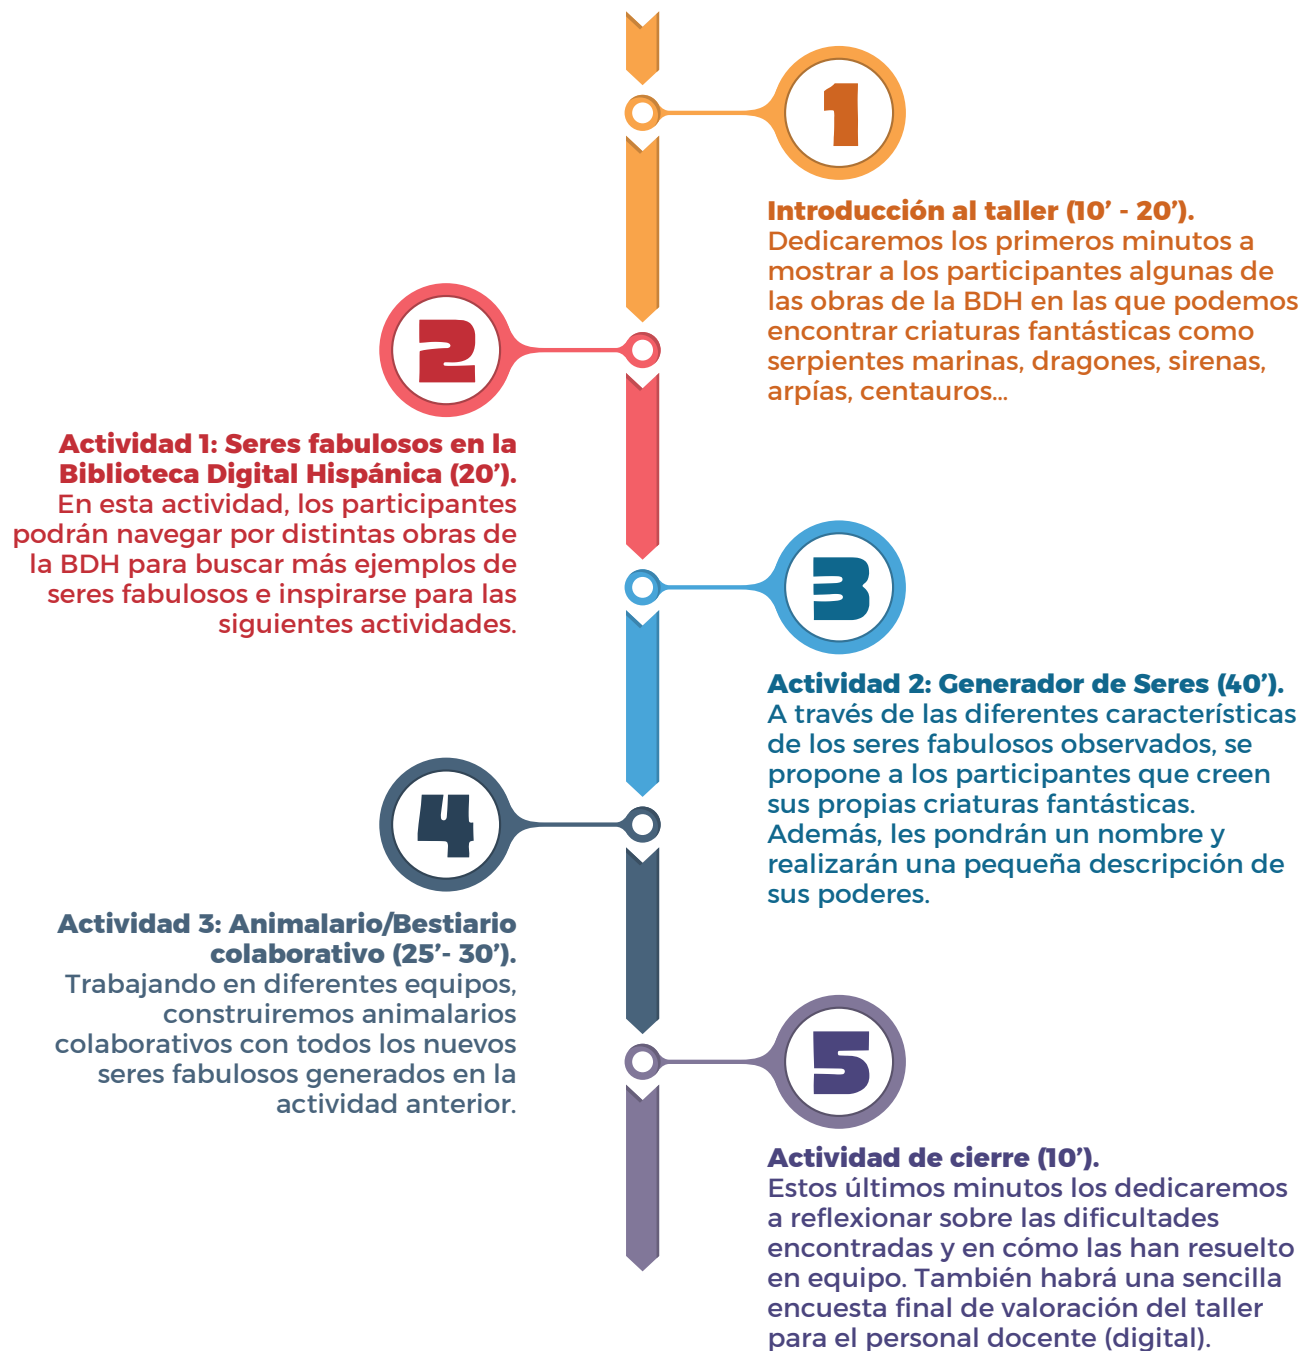 1
Introducción al taller (10’ - 20’).
Dedicaremos los primeros minutos a
mostrar a los participantes algunas de
las obras de la BDH en las que podemos
encontrar criaturas fantásticas como
serpientes marinas, dragones, sirenas,
arpías, centauros...
2
Actividad 1: Seres fabulosos en la
Biblioteca Digital Hispánica (20’).
En esta actividad, los participantes
podrán navegar por distintas obras de
la BDH para buscar más ejemplos de
seres fabulosos e inspirarse para las
siguientes actividades.
3
Actividad 2: Generador de Seres (40’).
A través de las diferentes características
de los seres fabulosos observados, se
propone a los participantes que creen
sus propias criaturas fantásticas.
Además, les pondrán un nombre y
realizarán una pequeña descripción de
sus poderes.
4
Actividad 3: Animalario/Bestiario
colaborativo (25’- 30’).
Trabajando en diferentes equipos,
construiremos animalarios
colaborativos con todos los nuevos
seres fabulosos generados en la
actividad anterior.
5
Actividad de cierre (10’).
Estos últimos minutos los dedicaremos
a reflexionar sobre las dificultades
encontradas y en cómo las han resuelto
en equipo. También habrá una sencilla
encuesta final de valoración del taller
para el personal docente (digital).